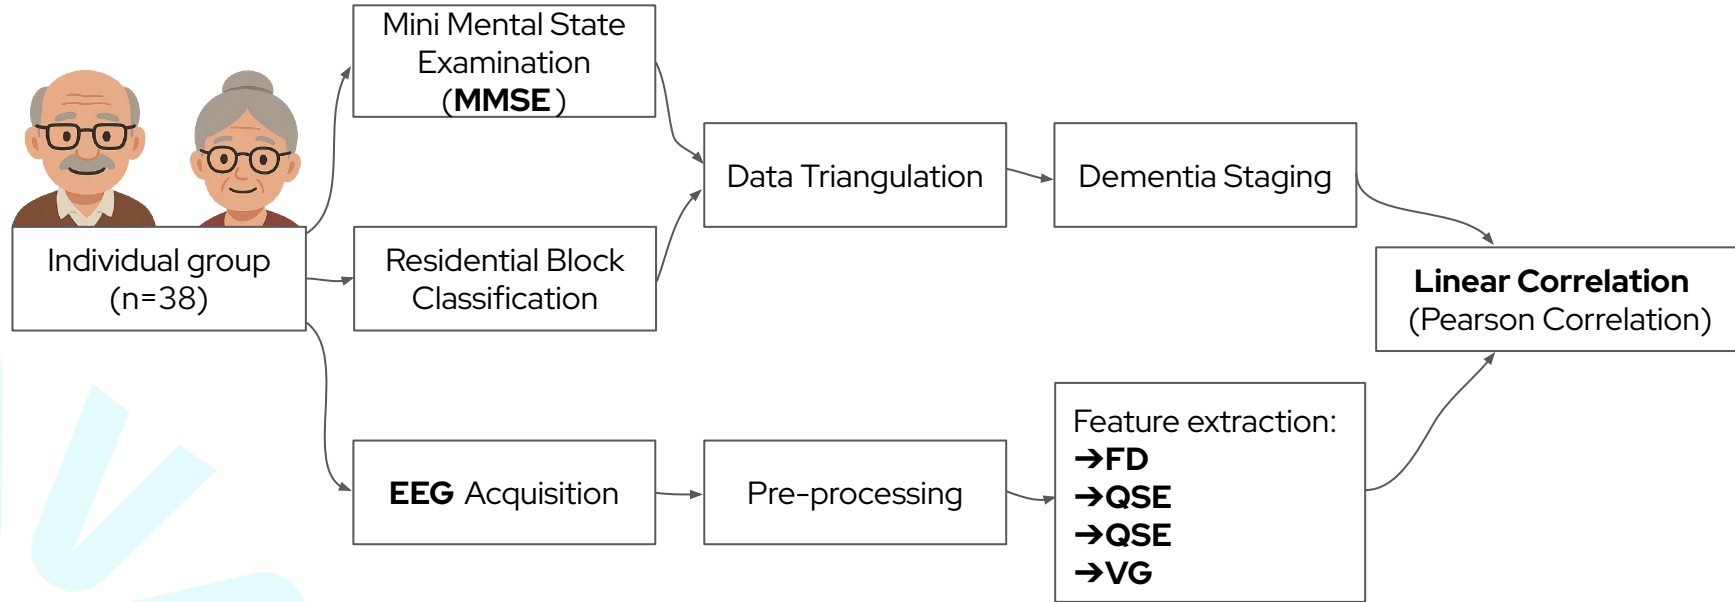 Mini Mental State
Examination
(MMSE)
Data Triangulation
Dementia Staging
Individual group
(n=38)
Residential Block
Classification
Linear Correlation
(Pearson Correlation)
EEG Acquisition
Pre-processing
Feature extraction:
➔FD
➔QSE
➔QSE
➔VG